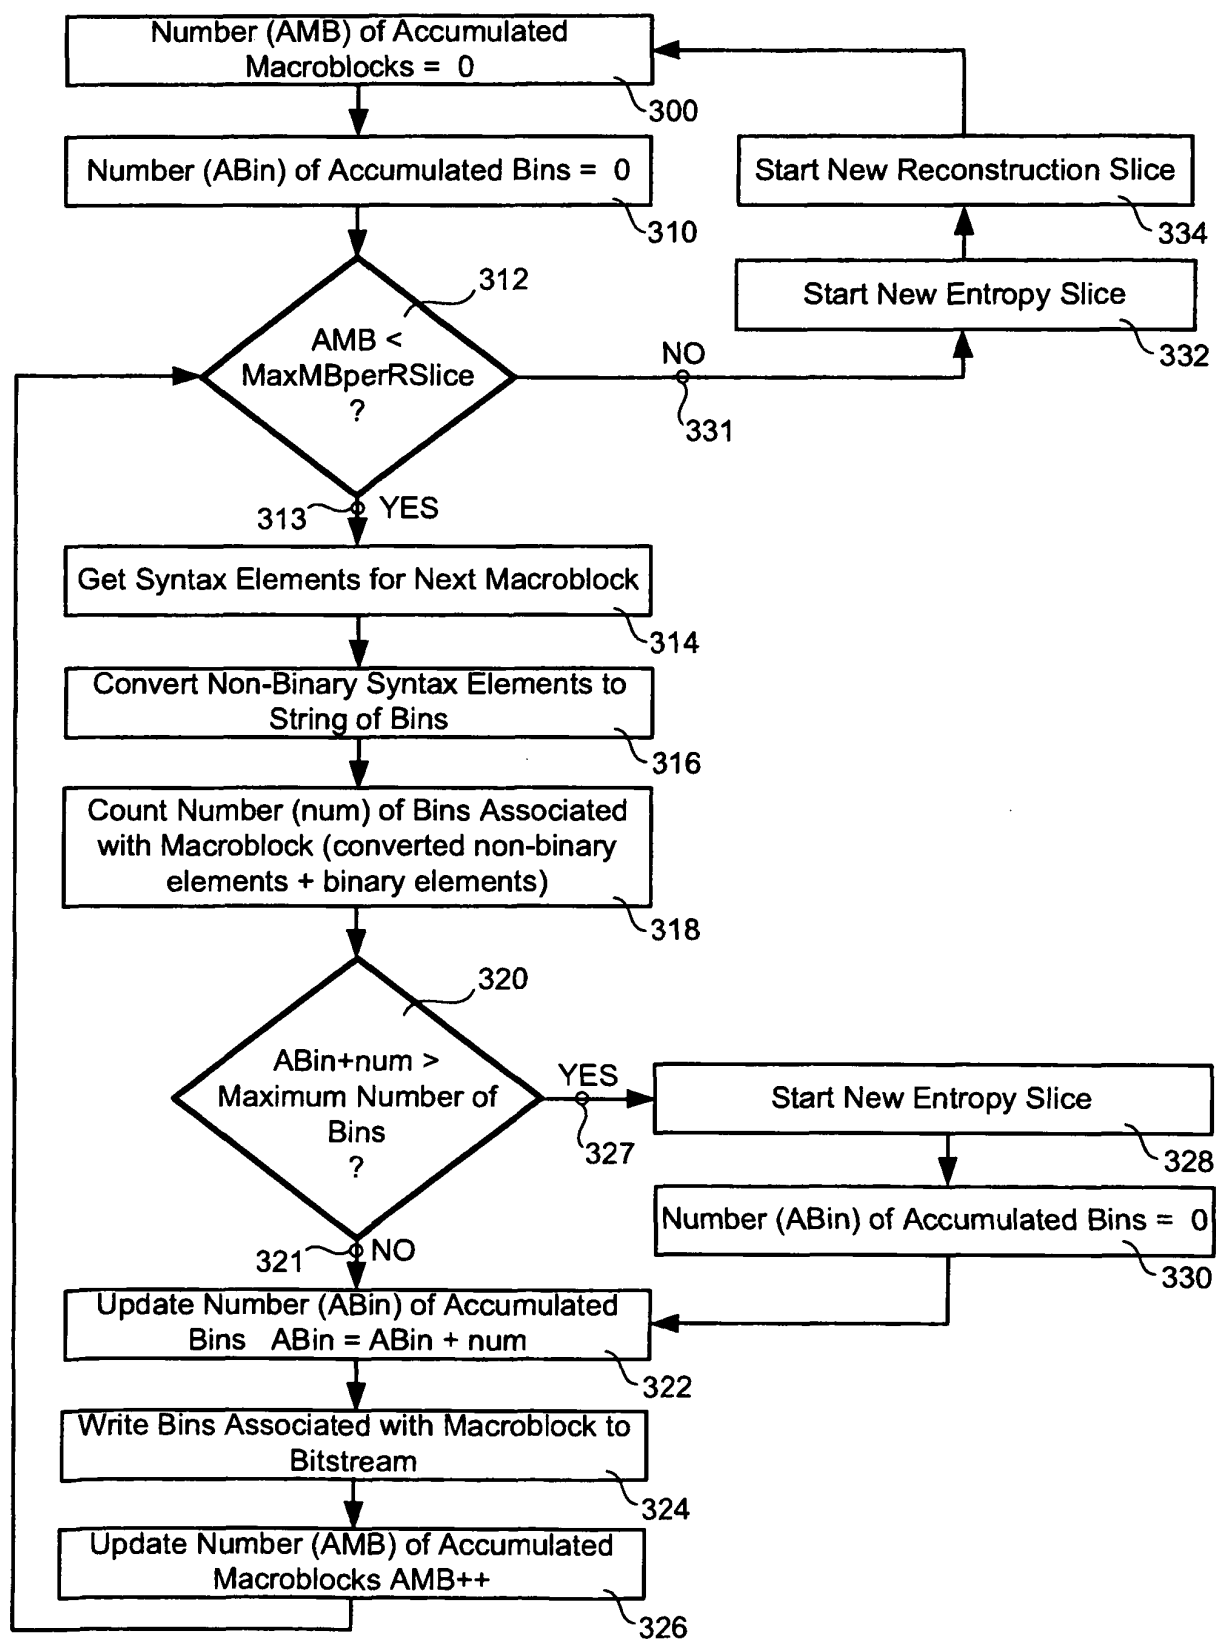 Number (AMB) of Accumulated
Macroblocks = 0
300
Number (ABin) of Accumulated Bins = 0
310
Start New Reconstruction Slice
334
Start New Entropy Slice
332
312
AMB <
MaxMBperRSlice
?
NO
331
313
YES
Get Syntax Elements for Next Macroblock
314
Convert Non-Binary Syntax Elements to
String of Bins
316
Count Number (num) of Bins Associated
with Macroblock (converted non-binary
elements + binary elements)
318
320
ABin+num >
Maximum Number of
Bins
?
YES
327
Start New Entropy Slice
328
Number (ABin) of Accumulated Bins = 0
330
321
NO
Update Number (ABin) of Accumulated
Bins ABin = ABin + num
322
Write Bins Associated with Macroblock to
Bitstream
324
Update Number (AMB) of Accumulated
Macroblocks AMB++
326